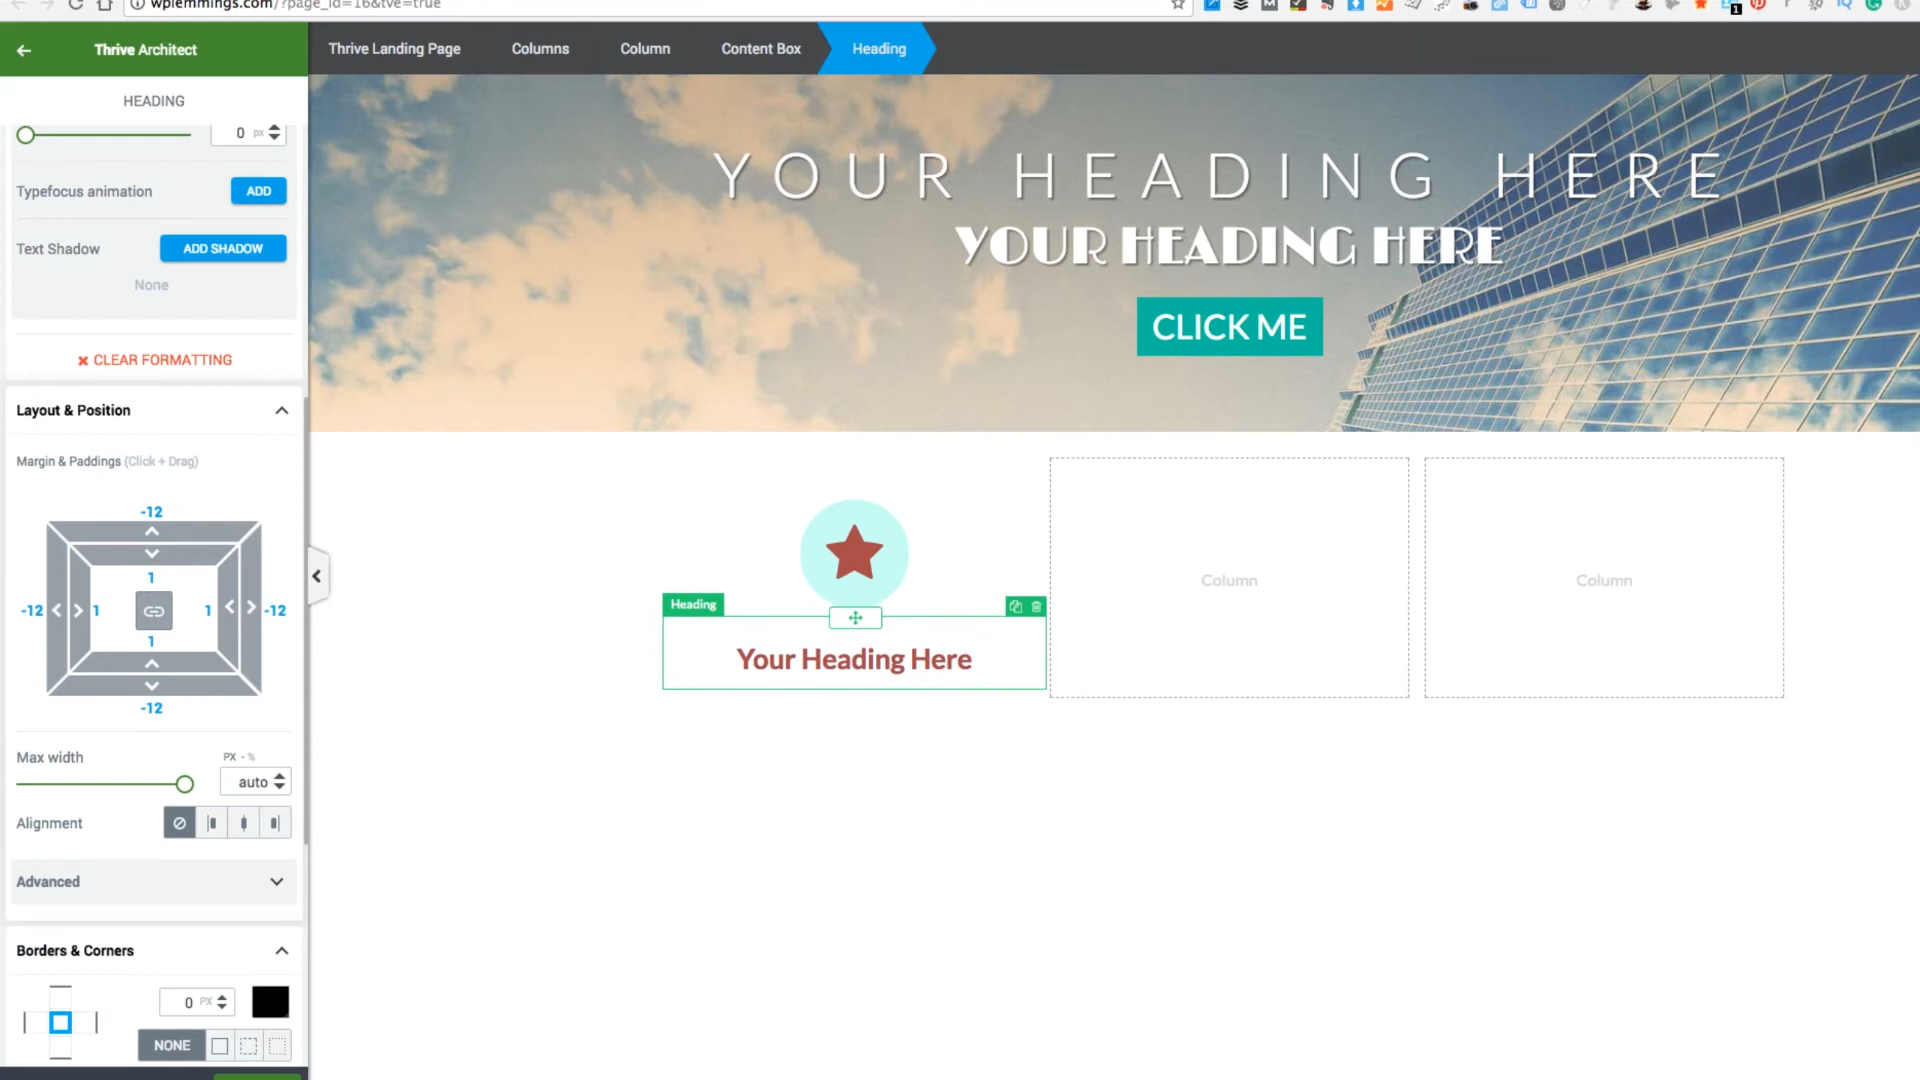 wplemmings.com/?page_id=16&tve=true
Thrive Architect
Thrive Landing Page
Columns
Column
Content Box
Heading
HEADING
0 px
Typefocus animation
ADD
Text Shadow
ADD SHADOW
None
CLEAR FORMATTING
Layout & Position
Margin & Paddings (Click + Drag)
-12
1
-12 1 1 -12
1
-12
Max width
PX - %
auto
Alignment
Advanced
Borders & Corners
0 PX
NONE
YOUR HEADING HERE
YOUR HEADING HERE
CLICK ME
Heading
Your Heading Here
Column
Column
1